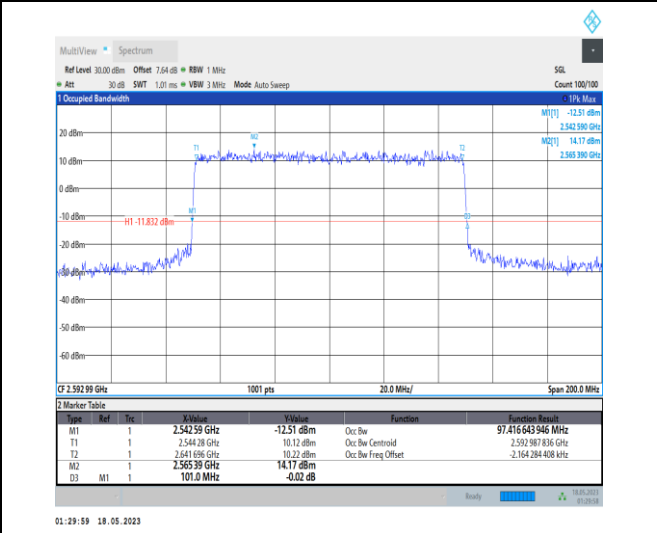 MultiView Spectrum
Ref Level 30.00 dBm Offset 7.64 dB RBW 1 MHz SGL
Att 30 dB SWT 1.01 ms VBW 3 MHz Mode Auto Sweep Count 100/100
1 Occupied Bandwidth 1Pk Max
M1[1] -12.51 dBm
2.542 590 GHz
M2[1] 14.17 dBm
2.565 390 GHz
20 dBm
M2
T1 T2
10 dBm
0 dBm
M1
-10 dBm
H1 -11.832 dBm
D3
-20 dBm
-30 dBm
-40 dBm
-50 dBm
-60 dBm
CF 2.592 99 GHz 1001 pts 20.0 MHz/ Span 200.0 MHz
2 Marker Table
Type Ref Trc X-Value Y-Value Function Function Result
M1 1 2.542 59 GHz -12.51 dBm Occ Bw 97.416 643 946 MHz
T1 1 2.544 28 GHz 10.12 dBm Occ Bw Centroid 2.592 987 836 GHz
T2 1 2.641 696 GHz 10.22 dBm Occ Bw Freq Offset -2.164 284 408 kHz
M2 1 2.565 39 GHz 14.17 dBm
D3 M1 1 101.0 MHz -0.02 dB
Ready 18.05.2023
01:29:58
01:29:59 18.05.2023